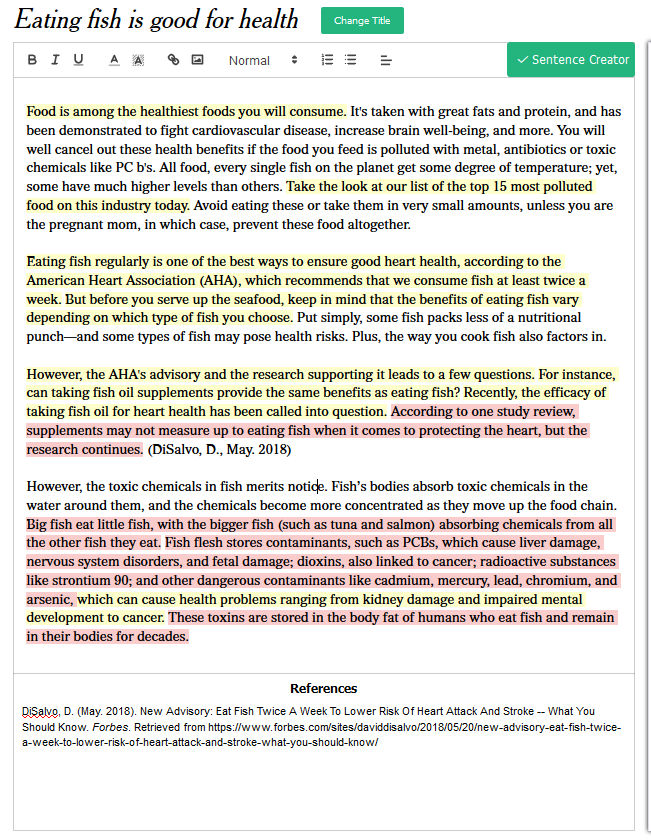 Eating fish is good for health
Change Title
B I U A A Normal
Sentence Creator
Food is among the healthiest foods you will consume. It's taken with great fats and protein, and has
been demonstrated to fight cardiovascular disease, increase brain well-being, and more. You will
well cancel out these health benefits if the food you feed is polluted with metal, antibiotics or toxic
chemicals like PC b's. All food, every single fish on the planet get some degree of temperature; yet,
some have much higher levels than others. Take the look at our list of the top 15 most polluted
food on this industry today. Avoid eating these or take them in very small amounts, unless you are
the pregnant mom, in which case, prevent these food altogether.
Eating fish regularly is one of the best ways to ensure good heart health, according to the
American Heart Association (AHA), which recommends that we consume fish at least twice a
week. But before you serve up the seafood, keep in mind that the benefits of eating fish vary
depending on which type of fish you choose. Put simply, some fish packs less of a nutritional
punch—and some types of fish may pose health risks. Plus, the way you cook fish also factors in.
However, the AHA's advisory and the research supporting it leads to a few questions. For instance,
can taking fish oil supplements provide the same benefits as eating fish? Recently, the efficacy of
taking fish oil for heart health has been called into question. According to one study review,
supplements may not measure up to eating fish when it comes to protecting the heart, but the
research continues. (DiSalvo, D., May. 2018)
However, the toxic chemicals in fish merits notice. Fish's bodies absorb toxic chemicals in the
water around them, and the chemicals become more concentrated as they move up the food chain.
Big fish eat little fish, with the bigger fish (such as tuna and salmon) absorbing chemicals from all
the other fish they eat. Fish flesh stores contaminants, such as PCBs, which cause liver damage,
nervous system disorders, and fetal damage; dioxins, also linked to cancer; radioactive substances
like strontium 90; and other dangerous contaminants like cadmium, mercury, lead, chromium, and
arsenic, which can cause health problems ranging from kidney damage and impaired mental
development to cancer. These toxins are stored in the body fat of humans who eat fish and remain
in their bodies for decades.
References
DiSalvo, D. (May. 2018). New Advisory: Eat Fish Twice A Week To Lower Risk Of Heart Attack And Stroke -- What You
Should Know. Forbes. Retrieved from https://www.forbes.com/sites/daviddisalvo/2018/05/20/new-advisory-eat-fish-twice-
a-week-to-lower-risk-of-heart-attack-and-stroke-what-you-should-know/